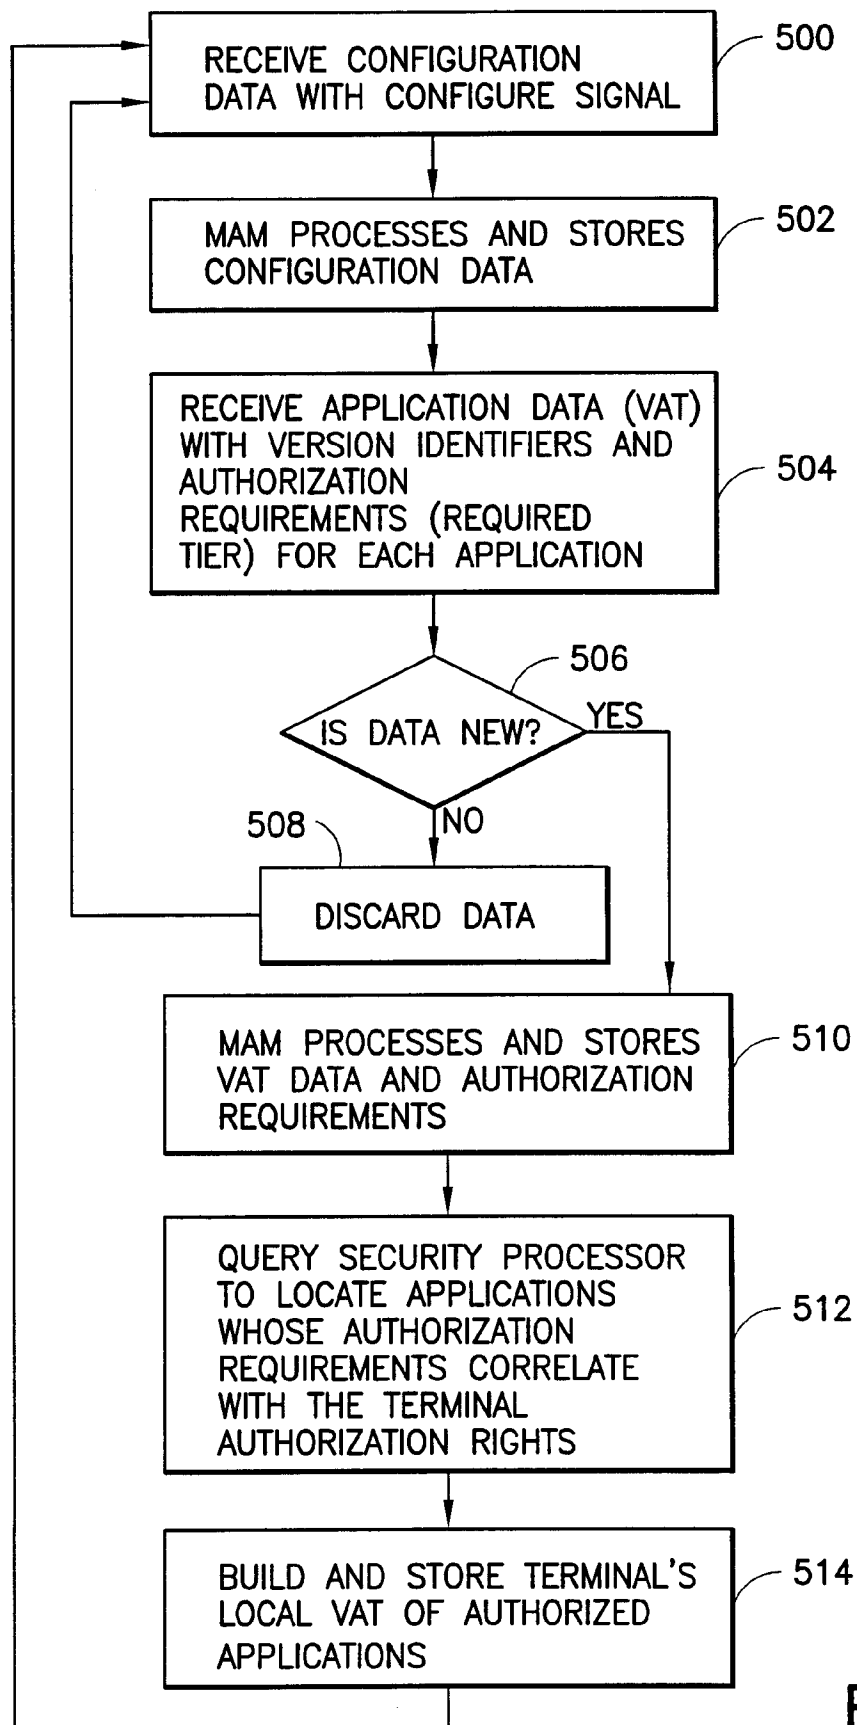 RECEIVE CONFIGURATION
DATA WITH CONFIGURE SIGNAL
500
MAM PROCESSES AND STORES
CONFIGURATION DATA
502
RECEIVE APPLICATION DATA (VAT)
WITH VERSION IDENTIFIERS AND
AUTHORIZATION
REQUIREMENTS (REQUIRED
TIER) FOR EACH APPLICATION
504
506
IS DATA NEW?
YES
NO
508
DISCARD DATA
MAM PROCESSES AND STORES
VAT DATA AND AUTHORIZATION
REQUIREMENTS
510
QUERY SECURITY PROCESSOR
TO LOCATE APPLICATIONS
WHOSE AUTHORIZATION
REQUIREMENTS CORRELATE
WITH THE TERMINAL
AUTHORIZATION RIGHTS
512
BUILD AND STORE TERMINAL'S
LOCAL VAT OF AUTHORIZED
APPLICATIONS
514